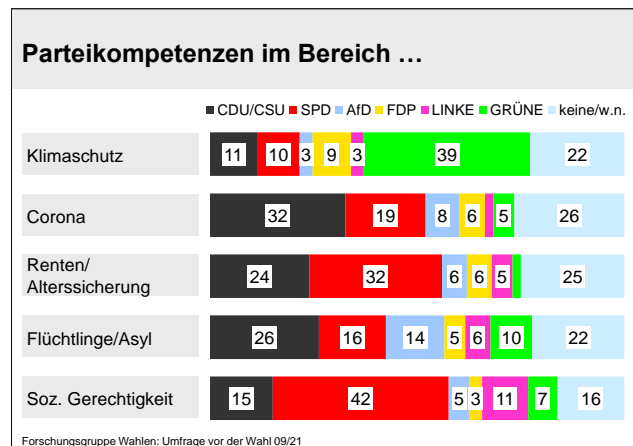 Parteikompetenzen im Bereich …
CDU/CSU SPD AfD FDP LINKE GRÜNE keine/w.n.
Klimaschutz 11 10 3 9 3 39 22
Corona 32 19 8 6 5 26
Renten/
Alterssicherung 24 32 6 6 5 25
Flüchtlinge/Asyl 26 16 14 5 6 10 22
Soz. Gerechtigkeit 15 42 5 3 11 7 16
Forschungsgruppe Wahlen: Umfrage vor der Wahl 09/21